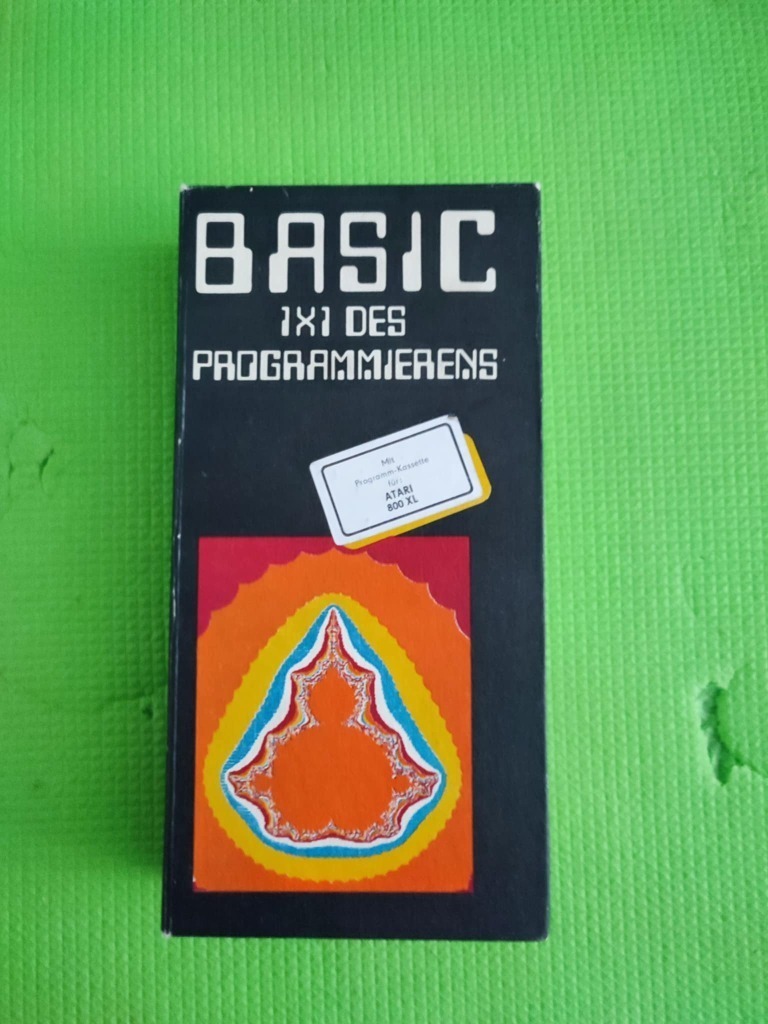 BASIC
1X1 DES
PROGRAMMIERENS
Mit
Programm-Kassette
für:
ATARI
800 XL